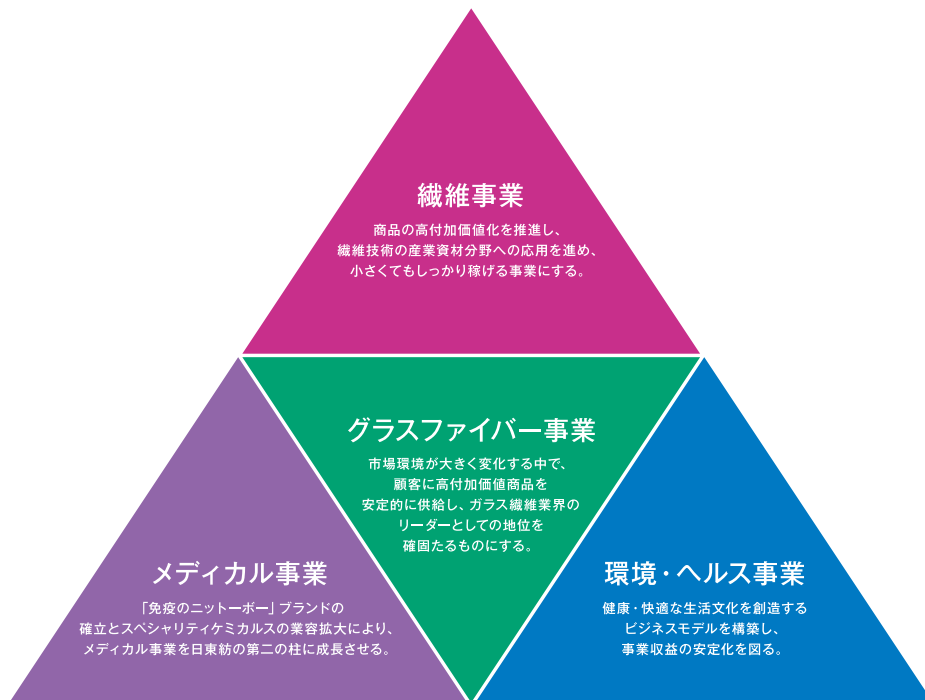 繊維事業
商品の高付加価値化を推進し、
繊維技術の産業資材分野への応用を進め、
小さくてもしっかり稼げる事業にする。
グラスファイバー事業
市場環境が大きく変化する中で、
顧客に高付加価値商品を
安定的に供給し、ガラス繊維業界の
リーダーとしての地位を
確固たるものにする。
メディカル事業
「免疫のニットーボー」ブランドの
確立とスペシャリティケミカルスの業容拡大により、
メディカル事業を日東紡の第二の柱に成長させる。
環境・ヘルス事業
健康・快適な生活文化を創造する
ビジネスモデルを構築し、
事業収益の安定化を図る。